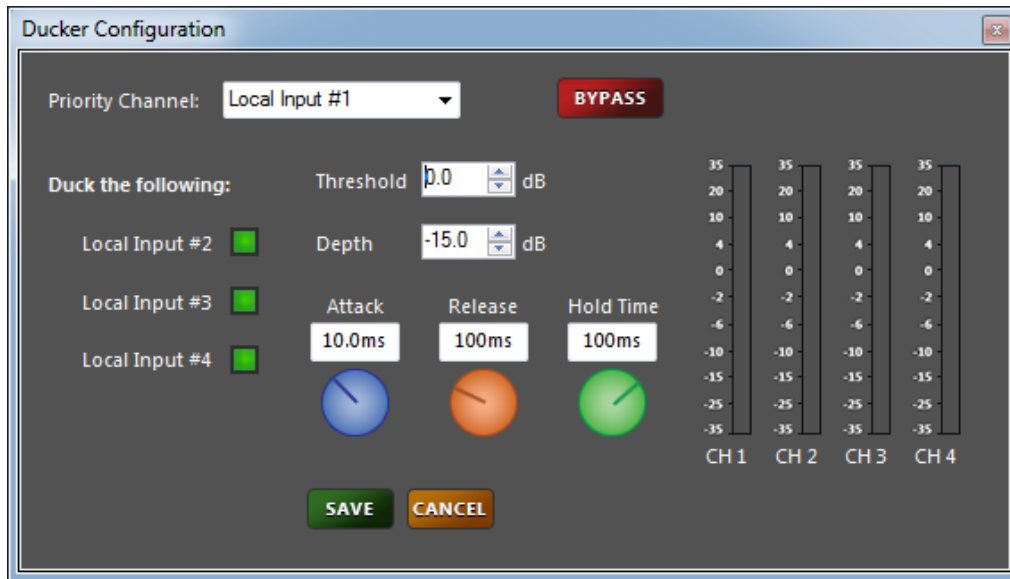 Ducker Configuration
Priority Channel: Local Input #1 BYPASS
Duck the following:
Local Input #2
Local Input #3
Local Input #4
Threshold 0.0 dB
Depth -15.0 dB
Attack Release Hold Time
10.0ms 100ms 100ms
SAVE CANCEL
35 35 35 35
20 20 20 20
10 10 10 10
4 4 4 4
0 0 0 0
-2 -2 -2 -2
-6 -6 -6 -6
-10 -10 -10 -10
-15 -15 -15 -15
-25 -25 -25 -25
-35 -35 -35 -35
CH 1 CH 2 CH 3 CH 4